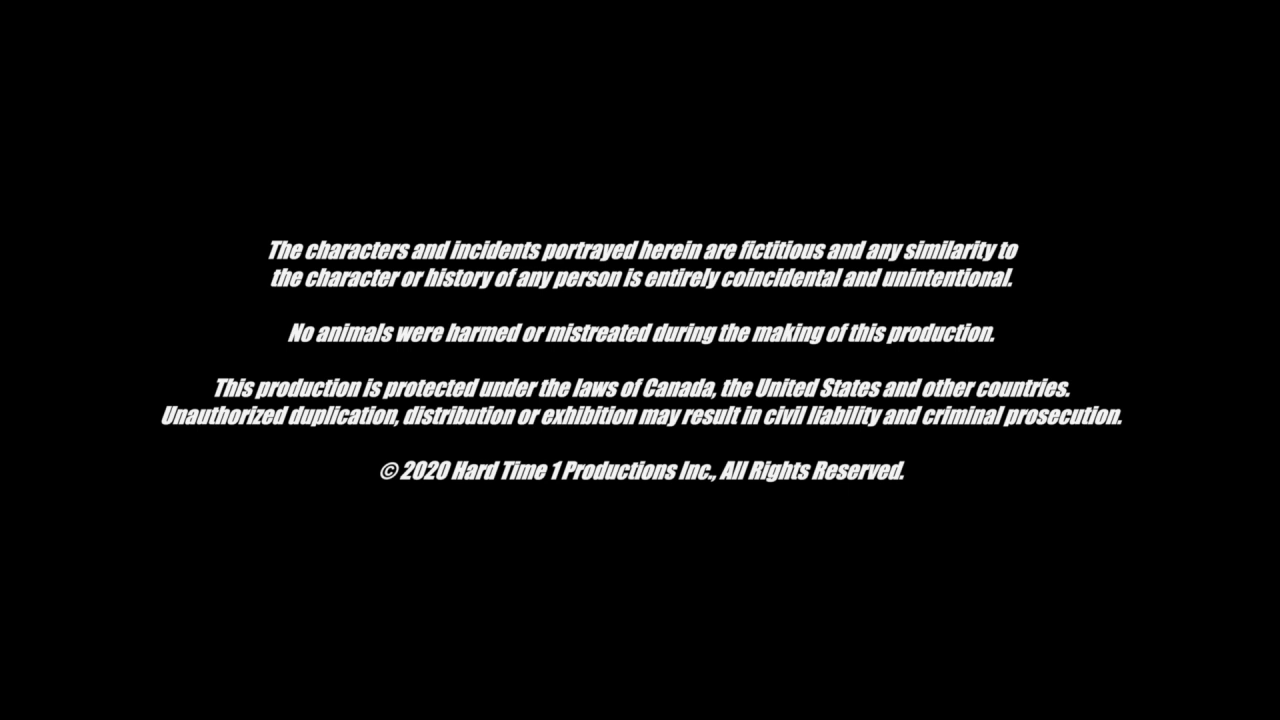 The characters and incidents portrayed herein are fictitious and any similarity to
the character or history of any person is entirely coincidental and unintentional.
No animals were harmed or mistreated during the making of this production.
This production is protected under the laws of Canada, the United States and other countries.
Unauthorized duplication, distribution or exhibition may result in civil liability and criminal prosecution.
© 2020 Hard Time 1 Productions Inc., All Rights Reserved.